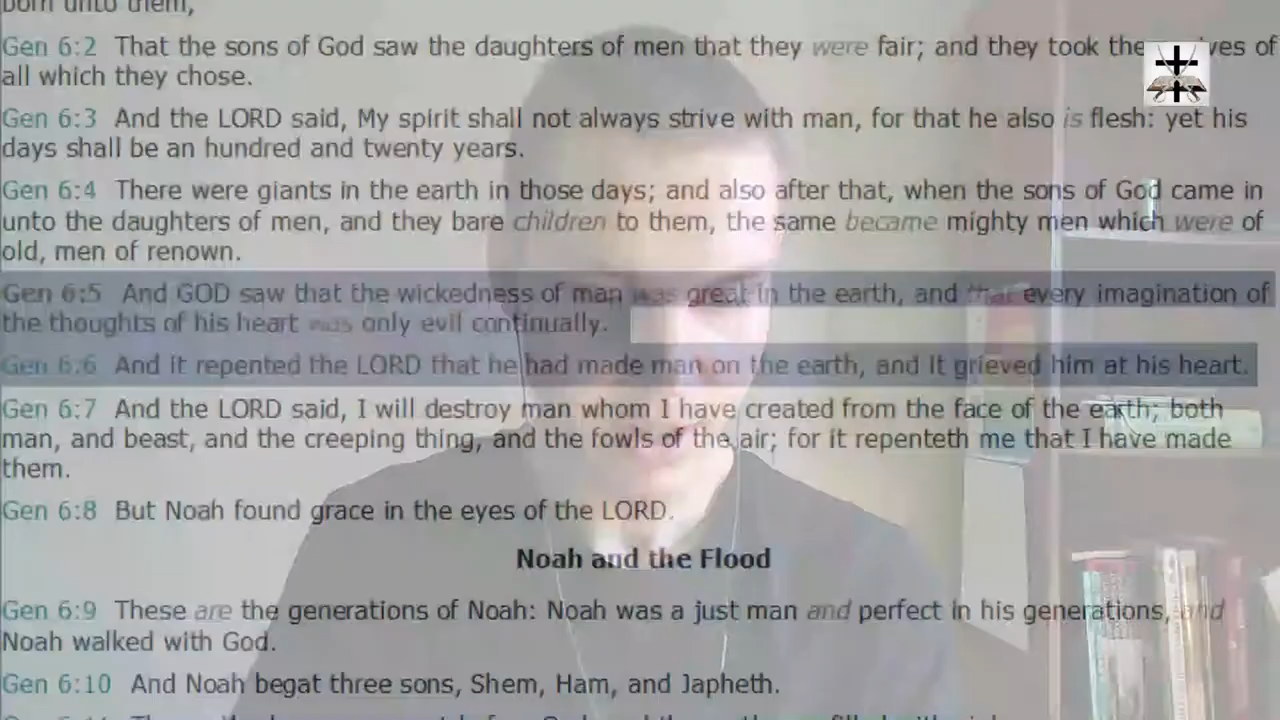 born unto them,
Gen 6:2 That the sons of God saw the daughters of men that they were fair; and they took them wives of
all which they chose.
Gen 6:3 And the LORD said, My spirit shall not always strive with man, for that he also is flesh: yet his
days shall be an hundred and twenty years.
Gen 6:4 There were giants in the earth in those days; and also after that, when the sons of God came in
unto the daughters of men, and they bare children to them, the same became mighty men which were of
old, men of renown.
Gen 6:5 And GOD saw that the wickedness of man was great in the earth, and that every imagination of
the thoughts of his heart was only evil continually.
Gen 6:6 And it repented the LORD that he had made man on the earth, and it grieved him at his heart.
Gen 6:7 And the LORD said, I will destroy man whom I have created from the face of the earth; both
man, and beast, and the creeping thing, and the fowls of the air; for it repenteth me that I have made
them.
Gen 6:8 But Noah found grace in the eyes of the LORD.
Noah and the Flood
Gen 6:9 These are the generations of Noah: Noah was a just man and perfect in his generations, and
Noah walked with God.
Gen 6:10 And Noah begat three sons, Shem, Ham, and Japheth.